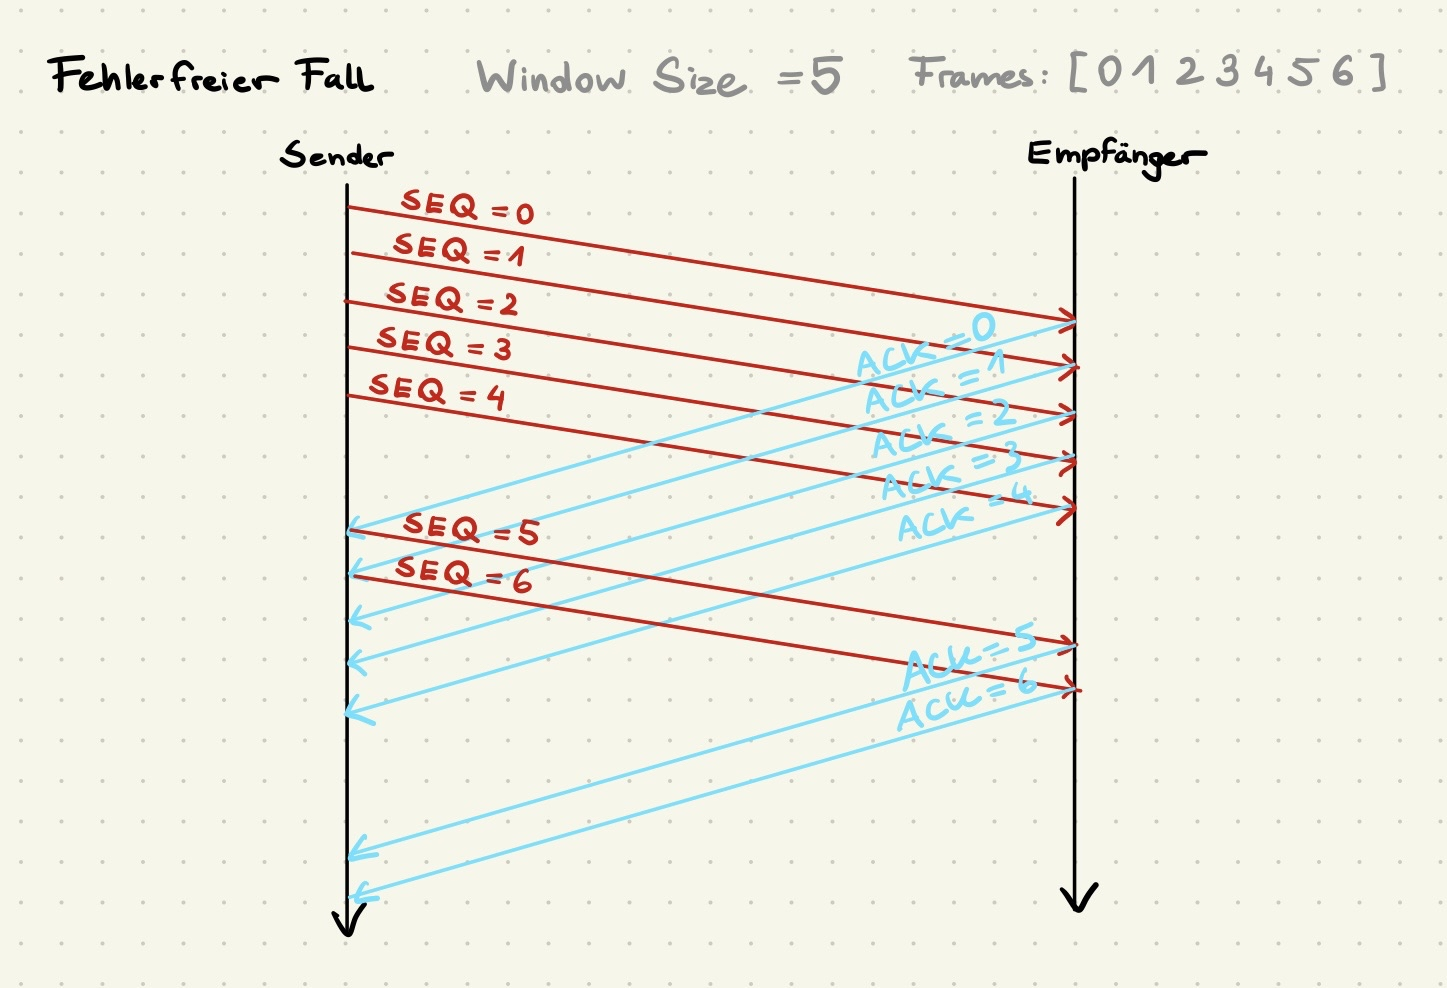 Fehlerfreier Fall Window Size = 5 Frames: [ 0 1 2 3 4 5 6 ]
Sender Empfänger
SEQ = 0
SEQ = 1
SEQ = 2
SEQ = 3
SEQ = 4
ACK = 0
ACK = 1
ACK = 2
ACK = 3
ACK = 4
SEQ = 5
SEQ = 6
ACK = 5
ACK = 6